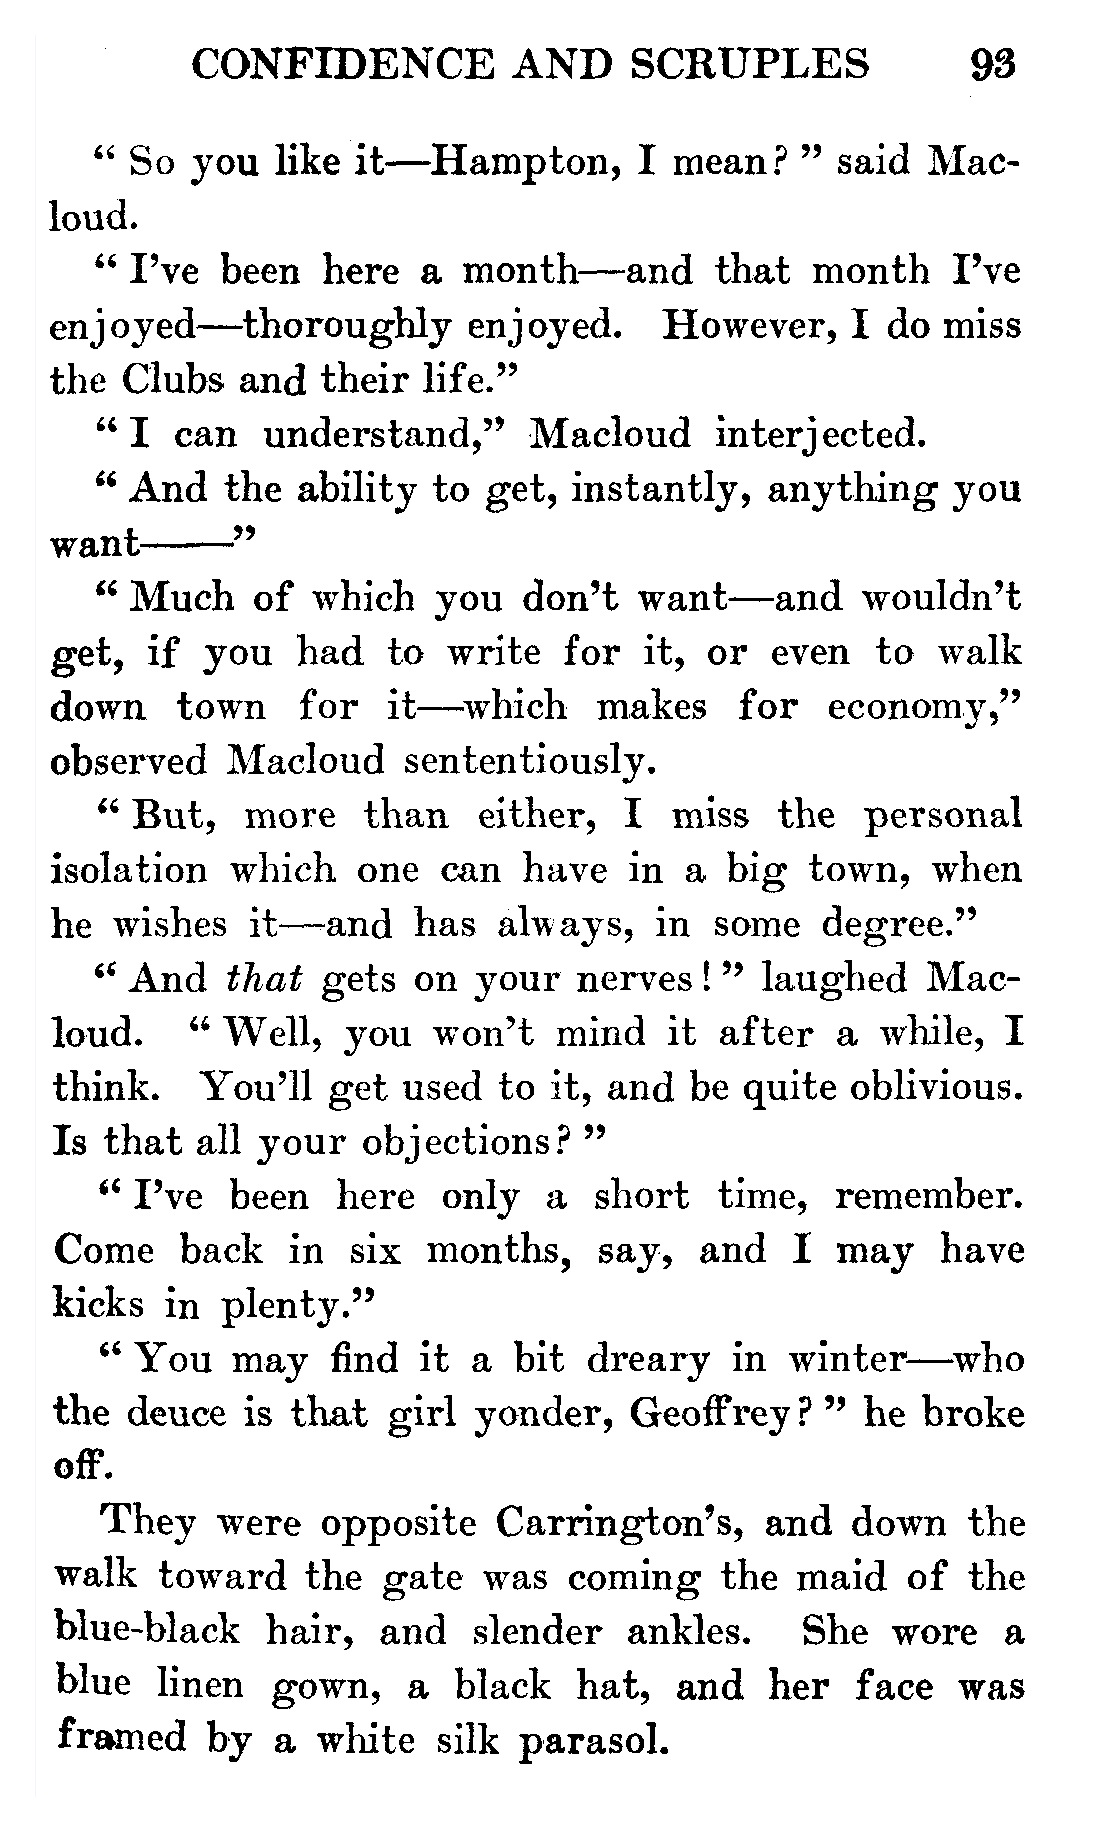 CONFIDENCE AND SCRUPLES 93
“ So you like it—Hampton, I mean? ” said Mac-
loud.
“ I’ve been here a month—and that month I’ve
enjoyed—thoroughly enjoyed. However, I do miss
the Clubs and their life.”
“ I can understand,” Macloud interjected.
“ And the ability to get, instantly, anything you
want——”
“ Much of which you don’t want—and wouldn’t
get, if you had to write for it, or even to walk
down town for it—which makes for economy,”
observed Macloud sententiously.
“ But, more than either, I miss the personal
isolation which one can have in a big town, when
he wishes it—and has always, in some degree.”
“ And that gets on your nerves! ” laughed Mac-
loud. “ Well, you won’t mind it after a while, I
think. You’ll get used to it, and be quite oblivious.
Is that all your objections? ”
“ I’ve been here only a short time, remember.
Come back in six months, say, and I may have
kicks in plenty.”
“ You may find it a bit dreary in winter—who
the deuce is that girl yonder, Geoffrey? ” he broke
off.
They were opposite Carrington’s, and down the
walk toward the gate was coming the maid of the
blue-black hair, and slender ankles. She wore a
blue linen gown, a black hat, and her face was
framed by a white silk parasol.